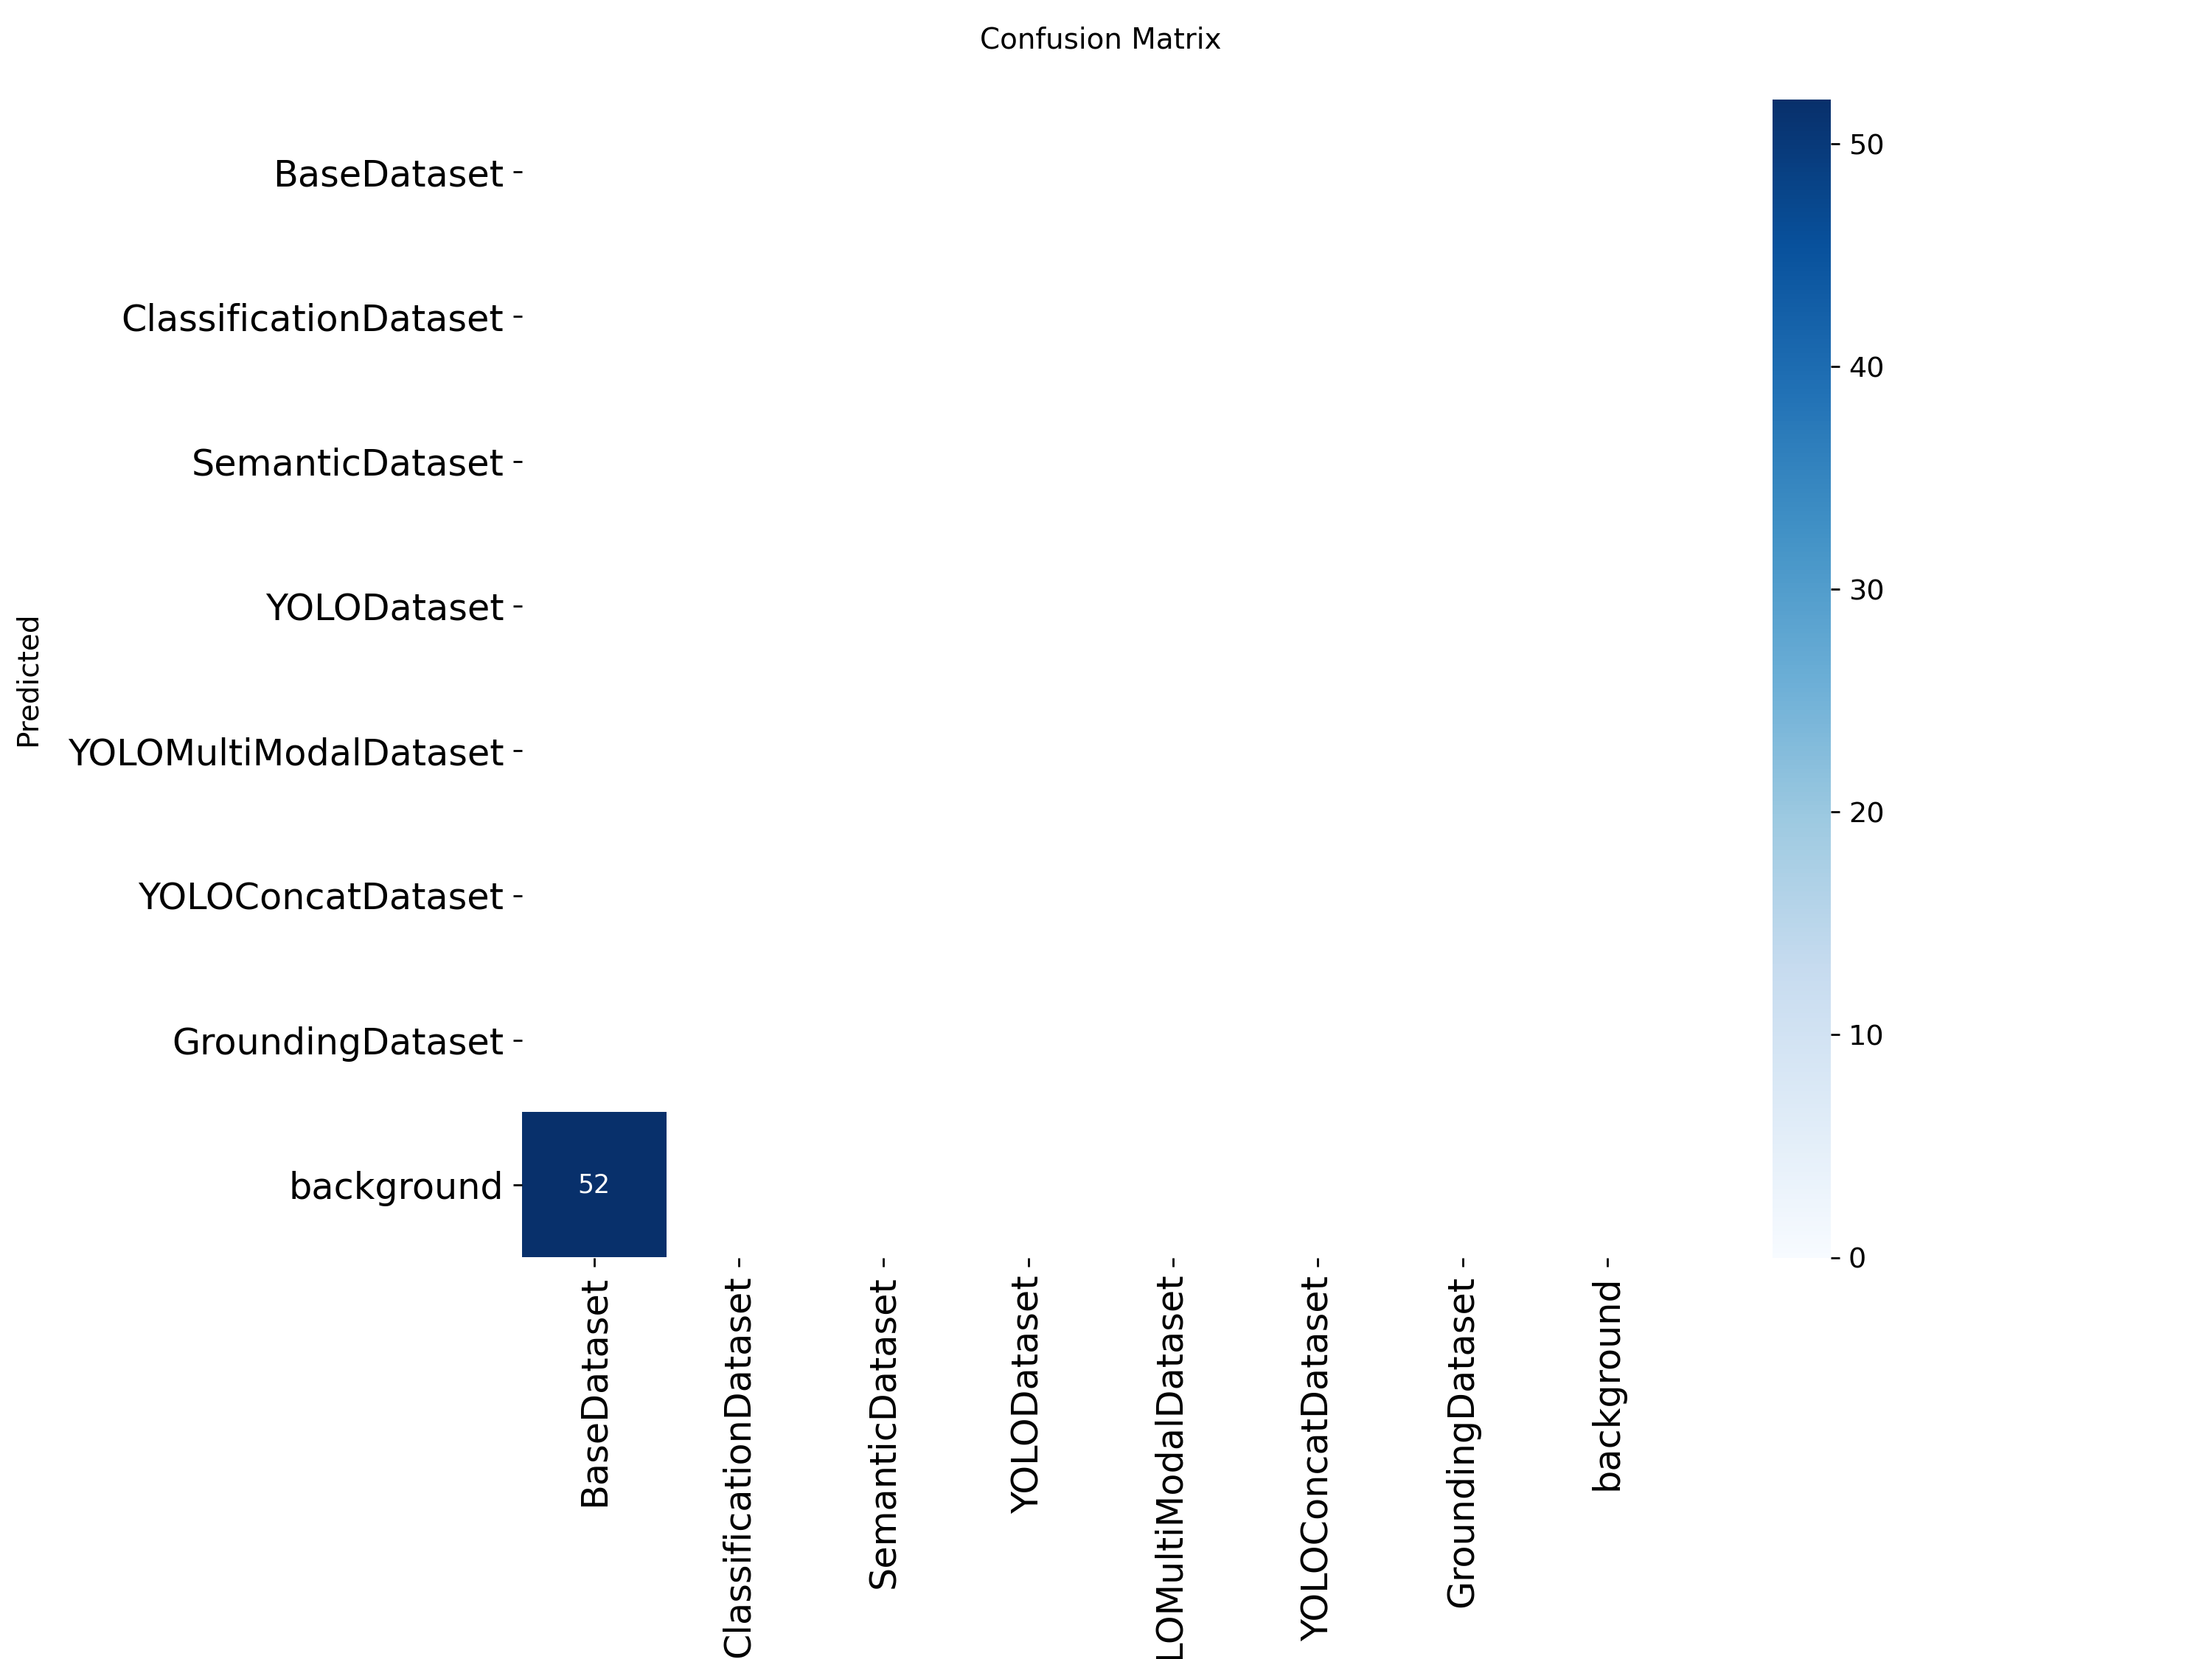 Confusion Matrix
Predicted
BaseDataset
ClassificationDataset
SemanticDataset
YOLODataset
YOLOMultiModalDataset
YOLOConcatDataset
GroundingDataset
background
52
50
40
30
20
10
0
BaseDataset
ClassificationDataset
SemanticDataset
YOLODataset
LOMultiModalDataset
YOLOConcatDataset
GroundingDataset
background